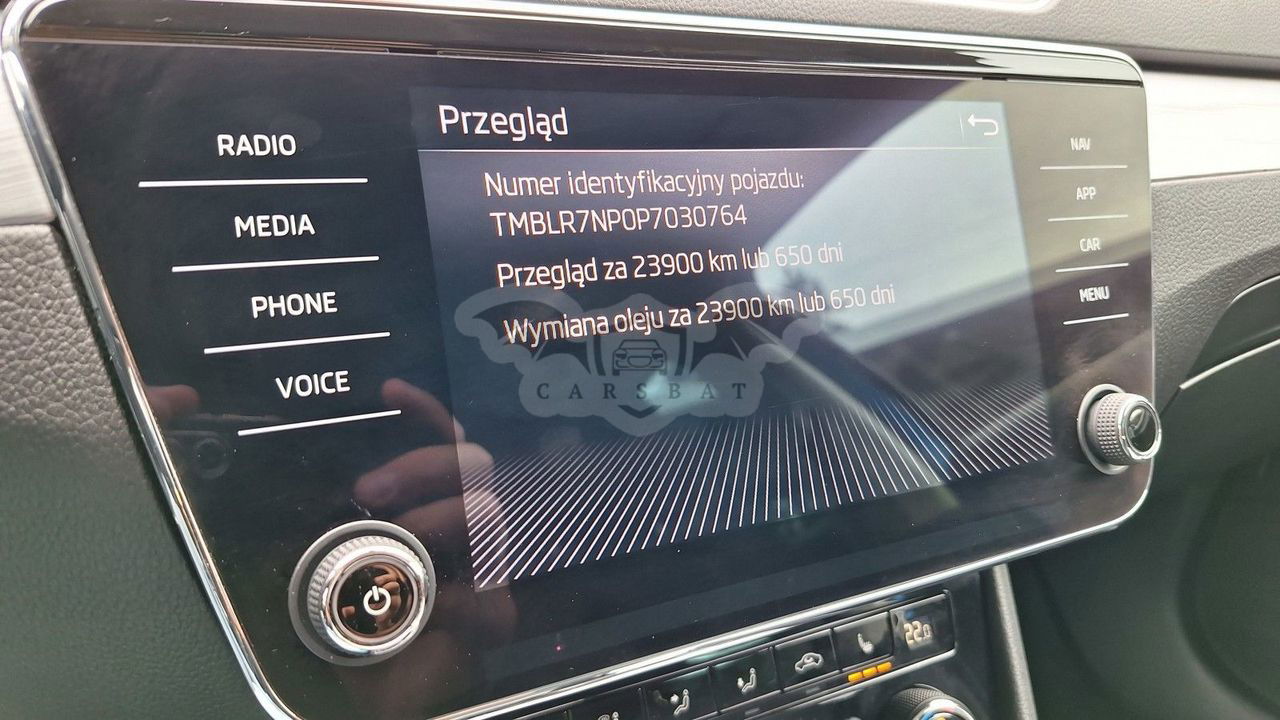 Przegląd
Numer identyfikacyjny pojazdu:
TMBLR7NP0P7030764
Przegląd za 23900 km lub 650 dni
Wymiana oleju za 23900 km lub 650 dni
RADIO
MEDIA
PHONE
VOICE
NAV
APP
CAR
MENU
CARSBAT
22.0